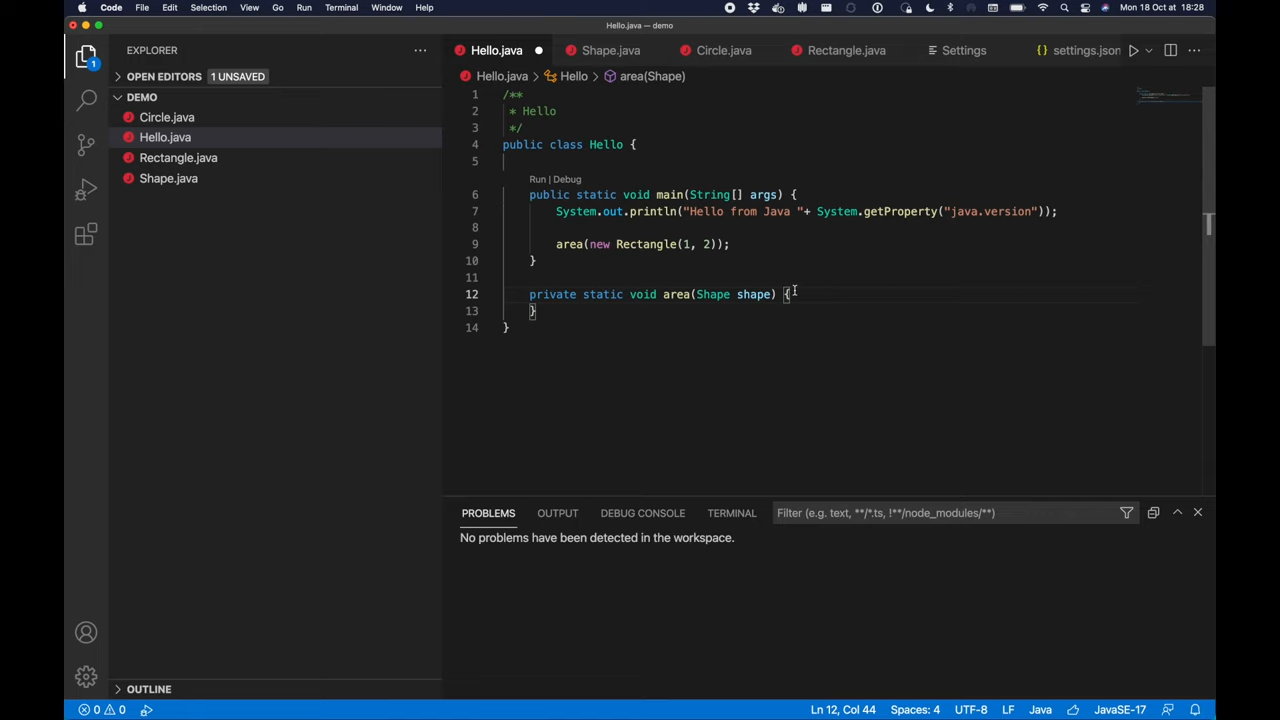 Code File Edit Selection View Go Run Terminal Window Help Mon 18 Oct at 18:28
Hello.java — demo
EXPLORER
Hello.java Shape.java Circle.java Rectangle.java Settings settings.json
OPEN EDITORS 1 UNSAVED
Hello.java Hello area(Shape)
DEMO
Circle.java
Hello.java
Rectangle.java
Shape.java
1 /**
2 * Hello
3 */
4 public class Hello {
5
Run | Debug
6 public static void main(String[] args) {
7 System.out.println("Hello from Java "+ System.getProperty("java.version"));
8
9 area(new Rectangle(1, 2));
10 }
11
12 private static void area(Shape shape) {
13 }
14 }
1
PROBLEMS OUTPUT DEBUG CONSOLE TERMINAL Filter (e.g. text, **/*.ts, !**/node_modules/**)
No problems have been detected in the workspace.
OUTLINE
0 0 Ln 12, Col 44 Spaces: 4 UTF-8 LF Java JavaSE-17